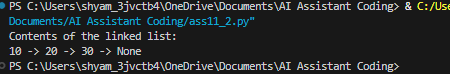 PS C:\Users\shyam_3jvctb4\OneDrive\Documents\AI Assistant Coding> & C:/Use
Documents/AI Assistant Coding/ass11_2.py"
Contents of the linked list:
10 -> 20 -> 30 -> None
PS C:\Users\shyam_3jvctb4\OneDrive\Documents\AI Assistant Coding>